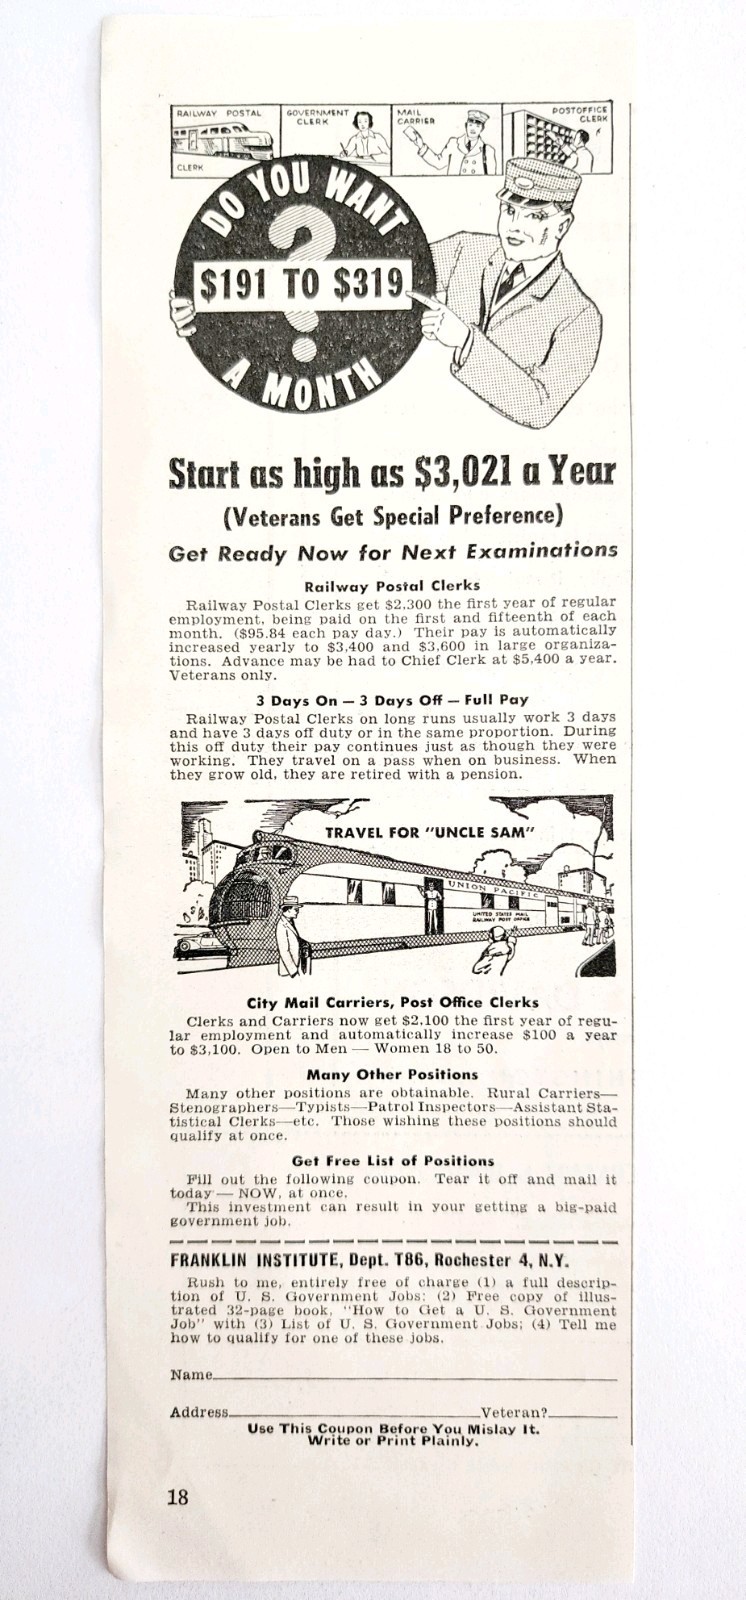 RAILWAY POSTAL
CLERK
GOVERNMENT
CLERK
MAIL
CARRIER
POSTOFFICE
CLERK
DO YOU WANT
?
$191 TO $319
A MONTH
Start as high as $3,021 a Year
(Veterans Get Special Preference)
Get Ready Now for Next Examinations
Railway Postal Clerks
Railway Postal Clerks get $2,300 the first year of regular
employment, being paid on the first and fifteenth of each
month. ($95.84 each pay day.) Their pay is automatically
increased yearly to $3,400 and $3,600 in large organiza-
tions. Advance may be had to Chief Clerk at $5,400 a year.
Veterans only.
3 Days On — 3 Days Off — Full Pay
Railway Postal Clerks on long runs usually work 3 days
and have 3 days off duty or in the same proportion. During
this off duty their pay continues just as though they were
working. They travel on a pass when on business. When
they grow old, they are retired with a pension.
TRAVEL FOR "UNCLE SAM"
UNION PACIFIC
UNITED STATES MAIL
RAILWAY POST OFFICE
City Mail Carriers, Post Office Clerks
Clerks and Carriers now get $2,100 the first year of regu-
lar employment and automatically increase $100 a year
to $3,100. Open to Men — Women 18 to 50.
Many Other Positions
Many other positions are obtainable. Rural Carriers—
Stenographers—Typists—Patrol Inspectors—Assistant Sta-
tistical Clerks—etc. Those wishing these positions should
qualify at once.
Get Free List of Positions
Fill out the following coupon. Tear it off and mail it
today — NOW, at once.
This investment can result in your getting a big-paid
government job.
FRANKLIN INSTITUTE, Dept. T86, Rochester 4, N.Y.
Rush to me, entirely free of charge (1) a full descrip-
tion of U. S. Government Jobs; (2) Free copy of illus-
trated 32-page book, "How to Get a U. S. Government
Job" with (3) List of U. S. Government Jobs; (4) Tell me
how to qualify for one of these jobs.
Name
Address Veteran?
Use This Coupon Before You Mislay It.
Write or Print Plainly.
18